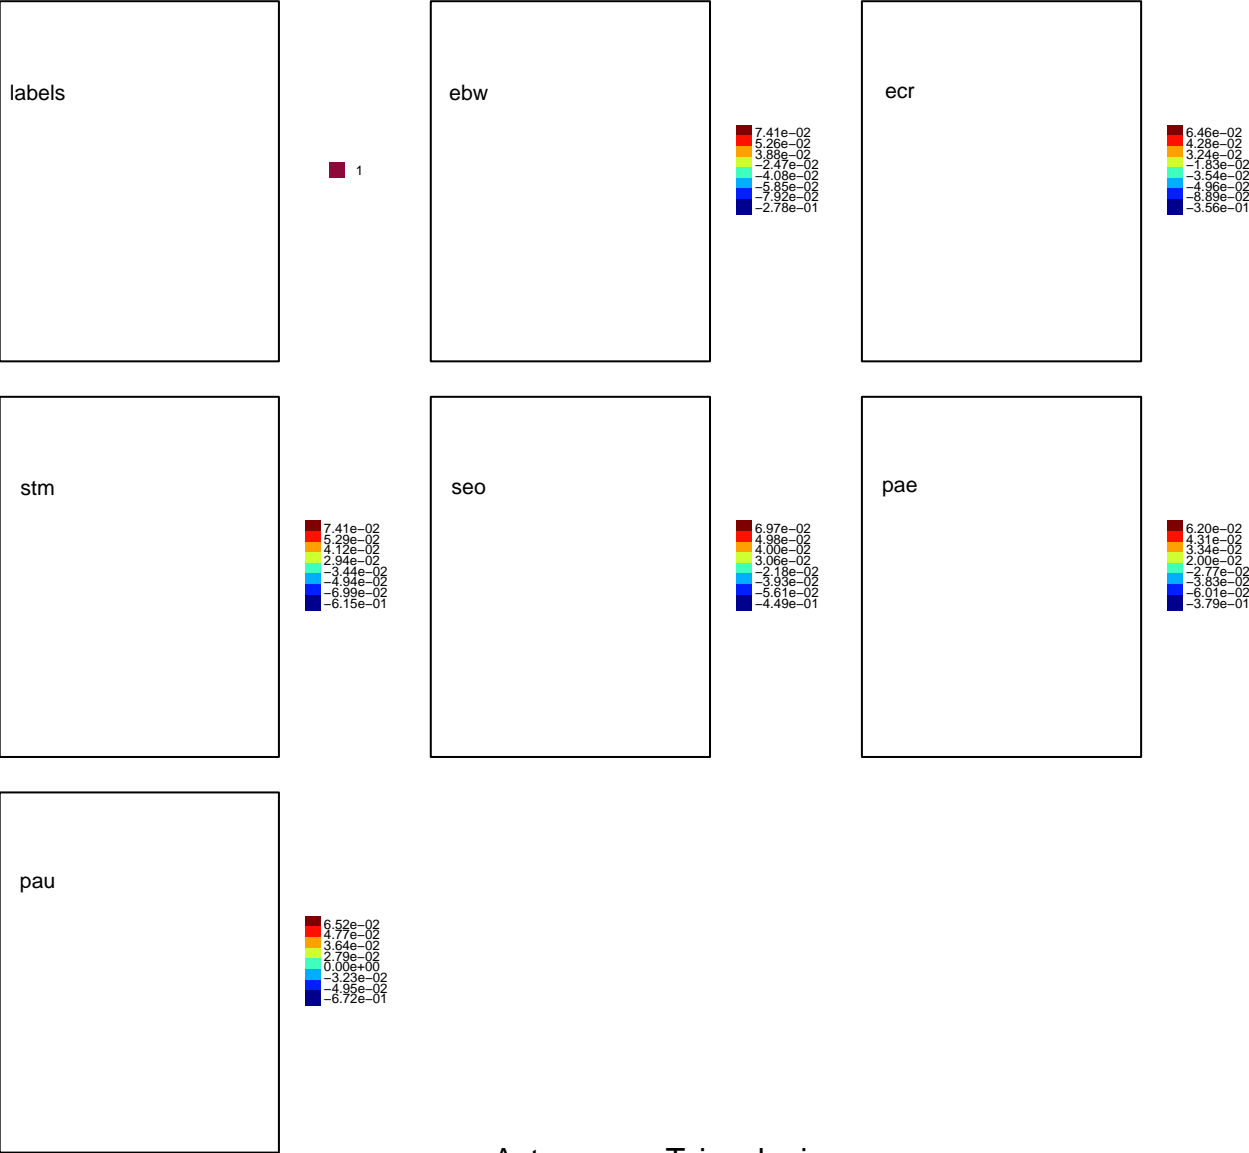 labels
1
ebw
7.41e−02
5.26e−02
3.88e−02
−2.47e−02
−4.08e−02
−5.85e−02
−7.92e−02
−2.78e−01
ecr
6.46e−02
4.28e−02
3.24e−02
−1.83e−02
−3.54e−02
−4.96e−02
−8.89e−02
−3.56e−01
stm
7.41e−02
5.29e−02
4.12e−02
2.94e−02
−3.44e−02
−4.94e−02
−6.99e−02
−6.15e−01
seo
6.97e−02
4.98e−02
4.00e−02
3.06e−02
−2.18e−02
−3.93e−02
−5.61e−02
−4.49e−01
pae
6.20e−02
4.31e−02
3.34e−02
2.00e−02
−2.77e−02
−3.83e−02
−6.01e−02
−3.79e−01
pau
6.52e−02
4.77e−02
3.64e−02
2.79e−02
0.00e+00
−3.23e−02
−4.95e−02
−6.72e−01